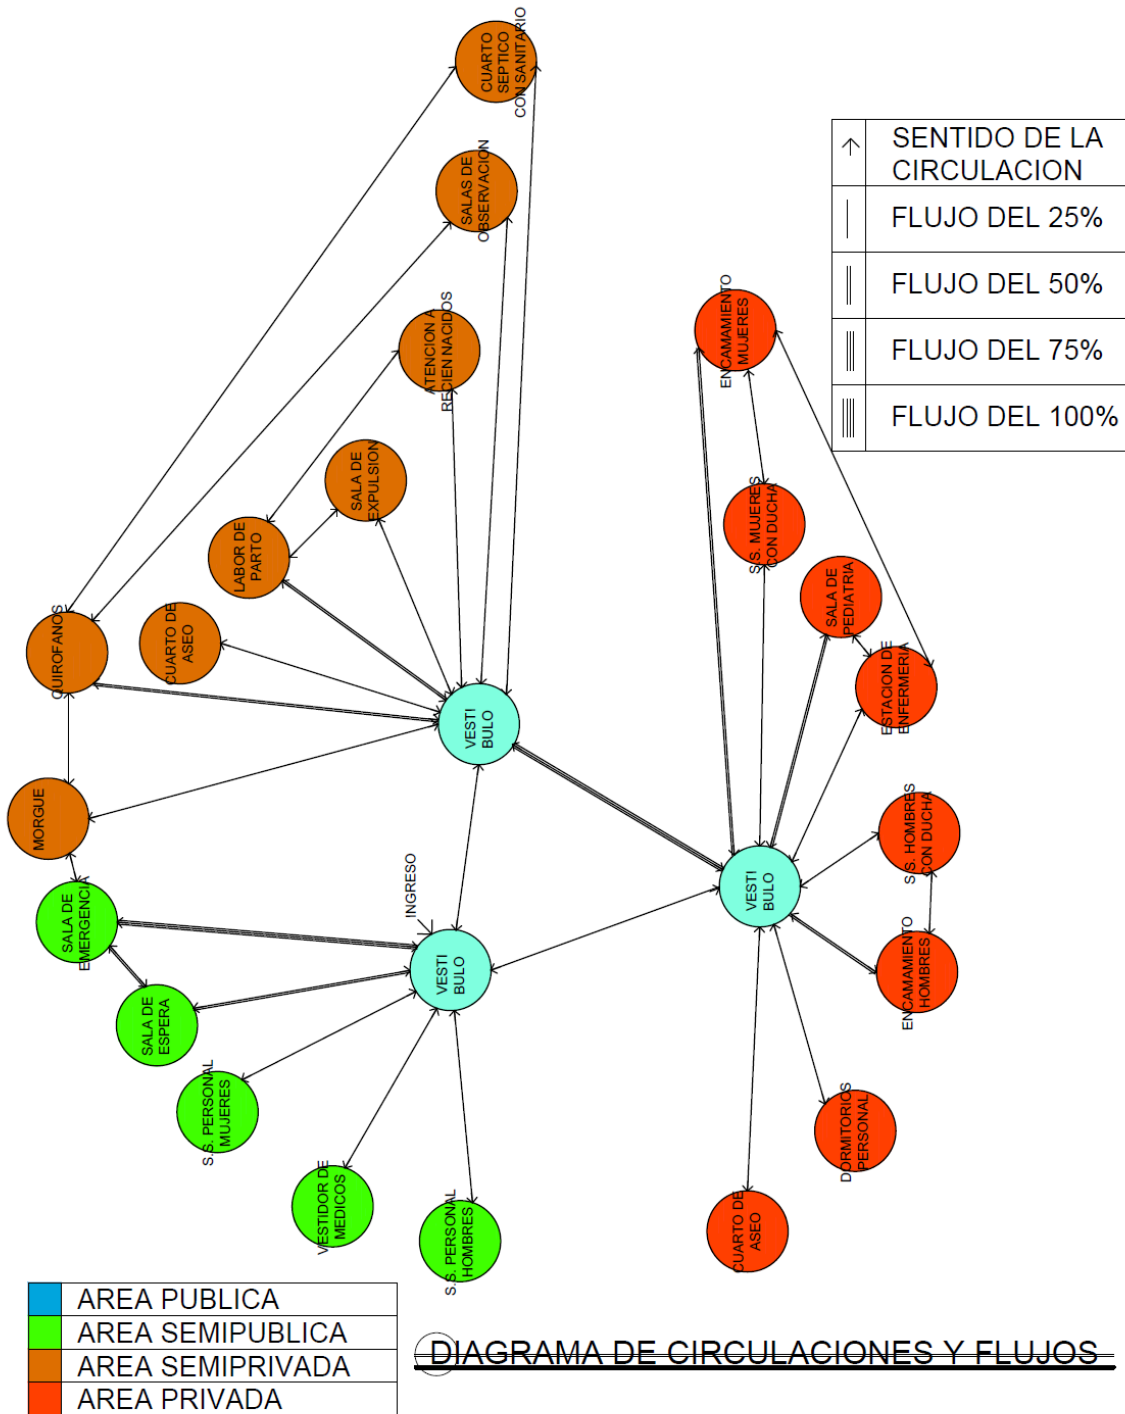 CUARTO
SEPTICO
CON SANITARIO
SALAS DE
OBSERVACION
ATENCION A
RECIEN NACIDOS
SALA DE
EXPULSION
LABOR DE
PARTO
CUARTO DE
ASEO
QUIROFANOS
MORGUE
VESTI
BULO
SALA DE
EMERGENCIA
SALA DE
ESPERA
S.S. PERSONAL
MUJERES
VESTIDOR DE
MEDICOS
S.S. PERSONAL
HOMBRES
INGRESO
VESTI
BULO
ENCAMAMIENTO
MUJERES
S.S. MUJERES
CON DUCHA
SALA DE
PEDIATRIA
ESTACION DE
ENFERMERIA
VESTI
BULO
S.S. HOMBRES
CON DUCHA
ENCAMAMIENTO
HOMBRES
DORMITORIOS
PERSONAL
CUARTO DE
ASEO
SENTIDO DE LA
CIRCULACION
FLUJO DEL 25%
FLUJO DEL 50%
FLUJO DEL 75%
FLUJO DEL 100%
AREA PUBLICA
AREA SEMIPUBLICA
AREA SEMIPRIVADA
AREA PRIVADA
DIAGRAMA DE CIRCULACIONES Y FLUJOS